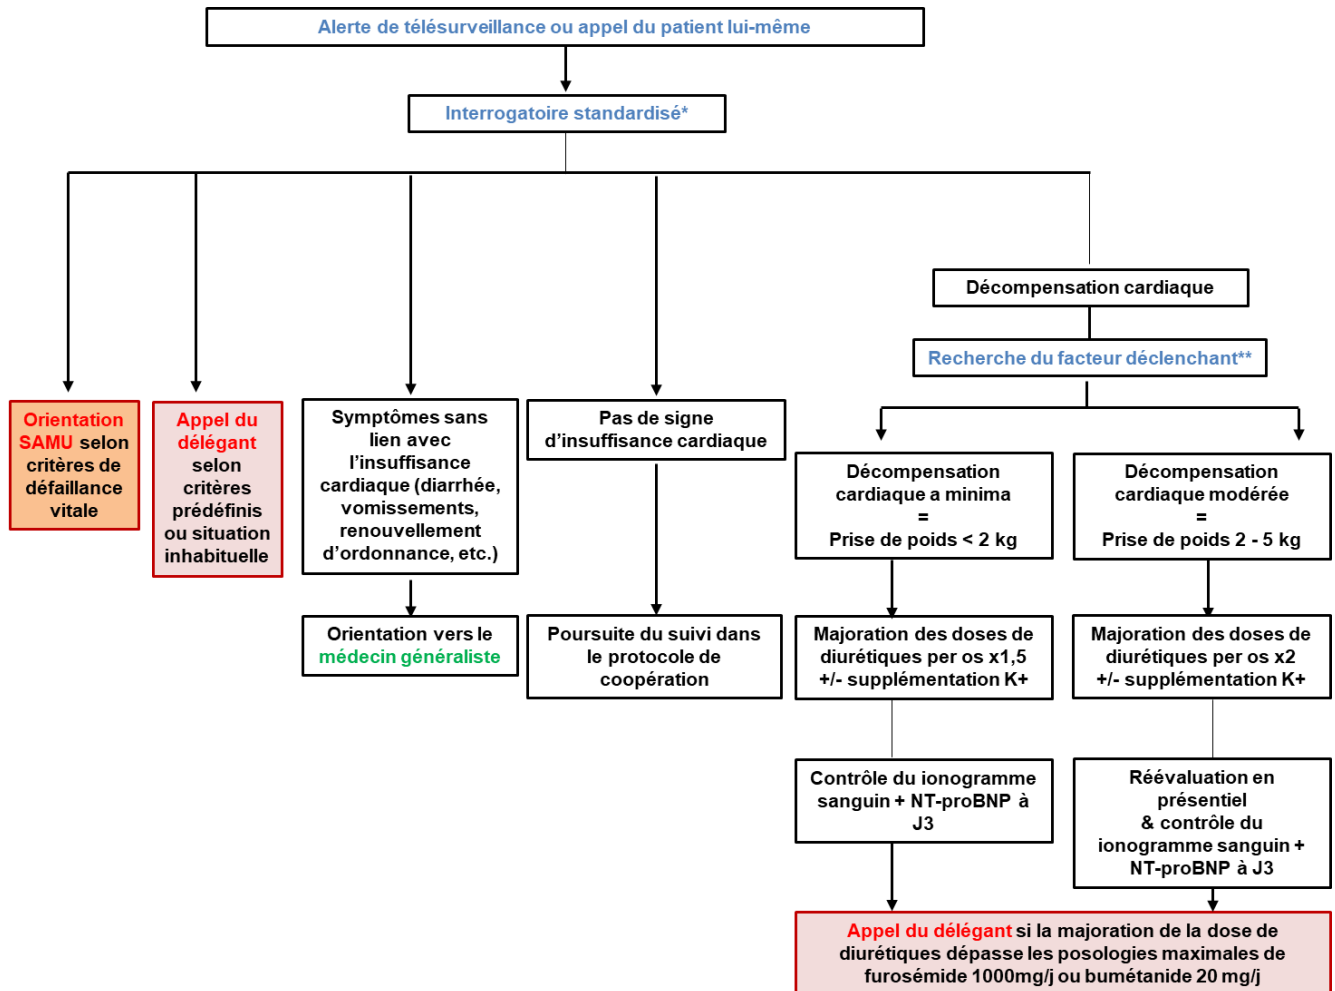 Alerte de télésurveillance ou appel du patient lui-même
Interrogatoire standardisé*
Décompensation cardiaque
Recherche du facteur déclenchant**
Orientation
SAMU selon
critères de
défaillance
vitale
Appel du
délégant
selon
critères
prédéfinis
ou situation
inhabituelle
Symptômes sans
lien avec
l'insuffisance
cardiaque (diarrhée,
vomissements,
renouvellement
d'ordonnance, etc.)
Pas de signe
d'insuffisance cardiaque
Décompensation
cardiaque a minima
=
Prise de poids < 2 kg
Décompensation
cardiaque modérée
=
Prise de poids 2 - 5 kg
Orientation vers le
médecin généraliste
Poursuite du suivi dans
le protocole de
coopération
Majoration des doses de
diurétiques per os x1,5
+/- supplémentation K+
Majoration des doses de
diurétiques per os x2
+/- supplémentation K+
Contrôle du ionogramme
sanguin + NT-proBNP à
J3
Réévaluation en
présentiel
& contrôle du
ionogramme sanguin +
NT-proBNP à J3
Appel du délégant si la majoration de la dose de
diurétiques dépasse les posologies maximales de
furosémide 1000mg/j ou bumétanide 20 mg/j